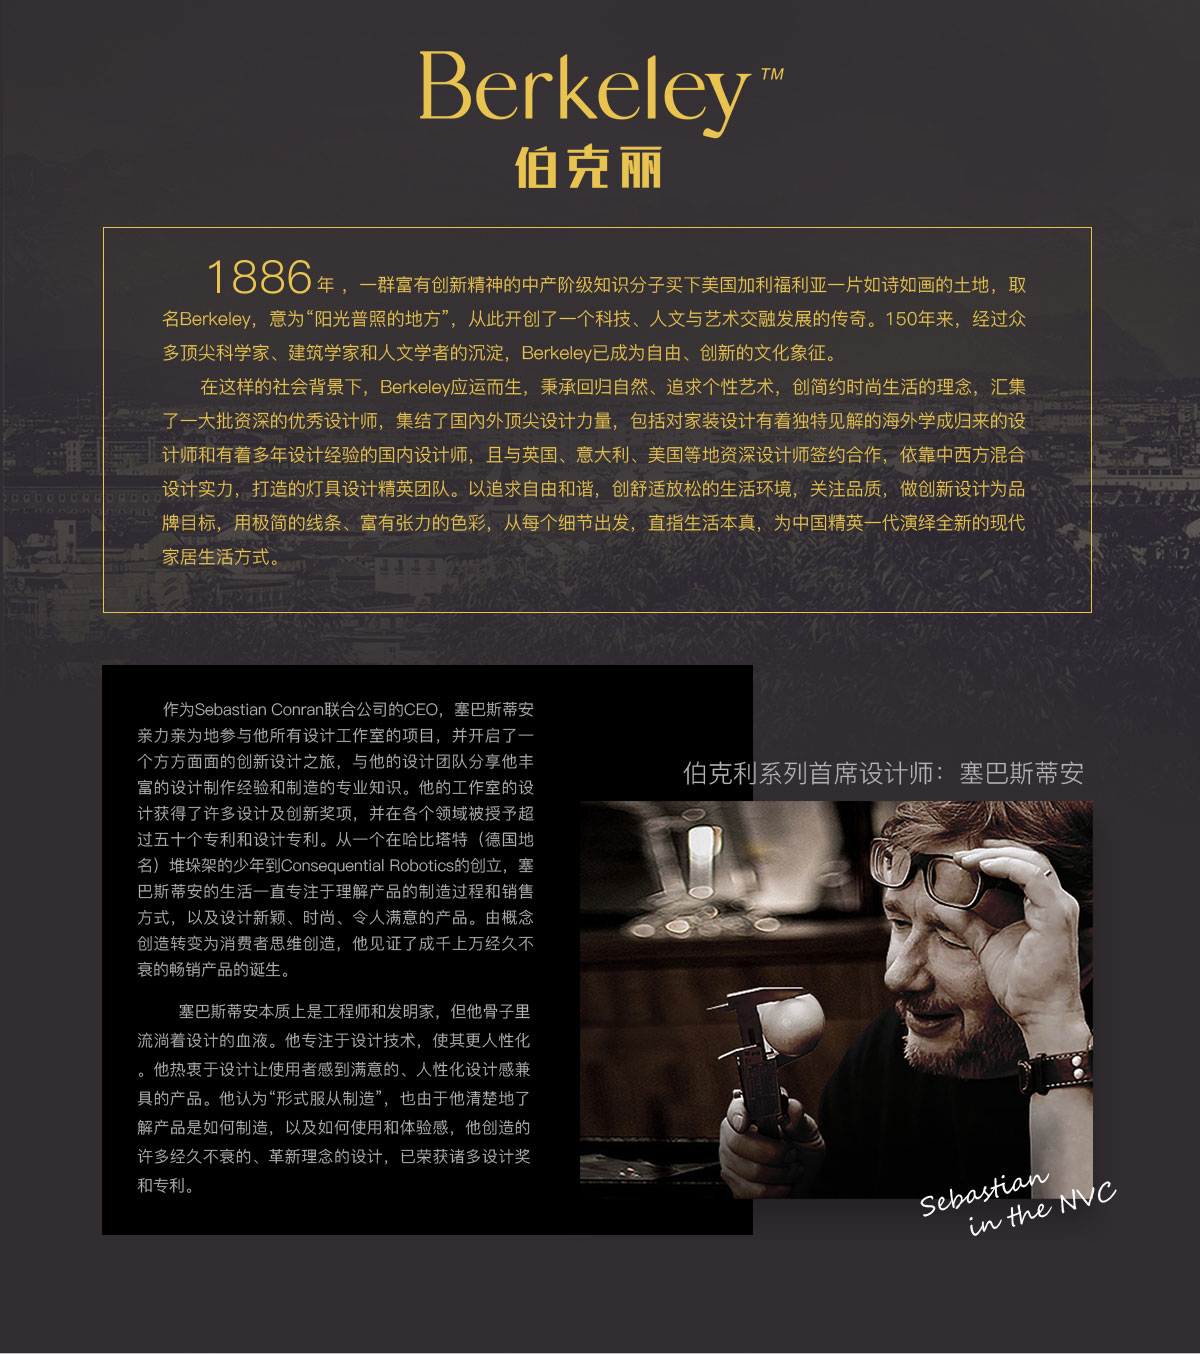 Berkeley™
伯克丽
1886年，一群富有创新精神的中产阶级知识分子买下美国加利福利亚一片如诗如画的土地，取
名Berkeley，意为“阳光普照的地方”，从此开创了一个科技、人文与艺术交融发展的传奇。150年来，经过众
多顶尖科学家、建筑学家和人文学者的沉淀，Berkeley已成为自由、创新的文化象征。
在这样的社会背景下，Berkeley应运而生，秉承回归自然、追求个性艺术，创简约时尚生活的理念，汇集
了一大批资深的优秀设计师，集结了国内外顶尖设计力量，包括对家装设计有着独特见解的海外学成归来的设
计师和有着多年设计经验的国内设计师，且与英国、意大利、美国等地资深设计师签约合作，依靠中西方混合
设计实力，打造的灯具设计精英团队。以追求自由和谐，创舒适放松的生活环境，关注品质，做创新设计为品
牌目标，用极简的线条、富有张力的色彩，从每个细节出发，直指生活本真，为中国精英一代演绎全新的现代
家居生活方式。
作为Sebastian Conran联合公司的CEO，塞巴斯蒂安
亲力亲为地参与他所有设计工作室的项目，并开启了一
个方方面面的创新设计之旅，与他的设计团队分享他丰
富的设计制作经验和制造的专业知识。他的工作室的设
计获得了许多设计及创新奖项，并在各个领域被授予超
过五十个专利和设计专利。从一个在哈比塔特（德国地
名）堆垛架的少年到Consequential Robotics的创立，塞
巴斯蒂安的生活一直专注于理解产品的制造过程和销售
方式，以及设计新颖、时尚、令人满意的产品。由概念
创造转变为消费者思维创造，他见证了成千上万经久不
衰的畅销产品的诞生。
塞巴斯蒂安本质上是工程师和发明家，但他骨子里
流淌着设计的血液。他专注于设计技术，使其更人性化
。他热衷于设计让使用者感到满意的、人性化设计感兼
具的产品。他认为“形式服从制造”，也由于他清楚地了
解产品是如何制造，以及如何使用和体验感，他创造的
许多经久不衰的、革新理念的设计，已荣获诸多设计奖
和专利。
伯克利系列首席设计师：塞巴斯蒂安
Sebastian
in the NVC